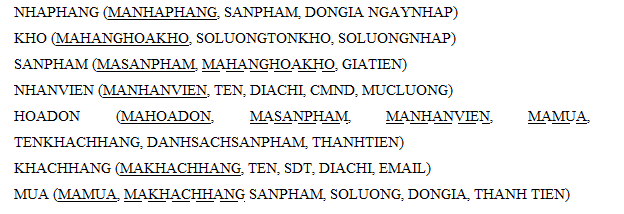 NHAPHANG (MANHAPHANG, SANPHAM, DONGIA NGAYNHAP)
KHO (MAHANGHOAKHO, SOLUONGTONKHO, SOLUONGNHAP)
SANPHAM (MASANPHAM, MAHANGHOAKHO, GIATIEN)
NHANVIEN (MANHANVIEN, TEN, DIACHI, CMND, MUCLUONG)
HOADON (MAHOADON, MASANPHAM, MANHANVIEN, MAMUA,
TENKHACHHANG, DANHSACHSANPHAM, THANHTIEN)
KHACHHANG (MAKHACHHANG, TEN, SDT, DIACHI, EMAIL)
MUA (MAMUA, MAKHACHHANG SANPHAM, SOLUONG, DONGIA, THANH TIEN)